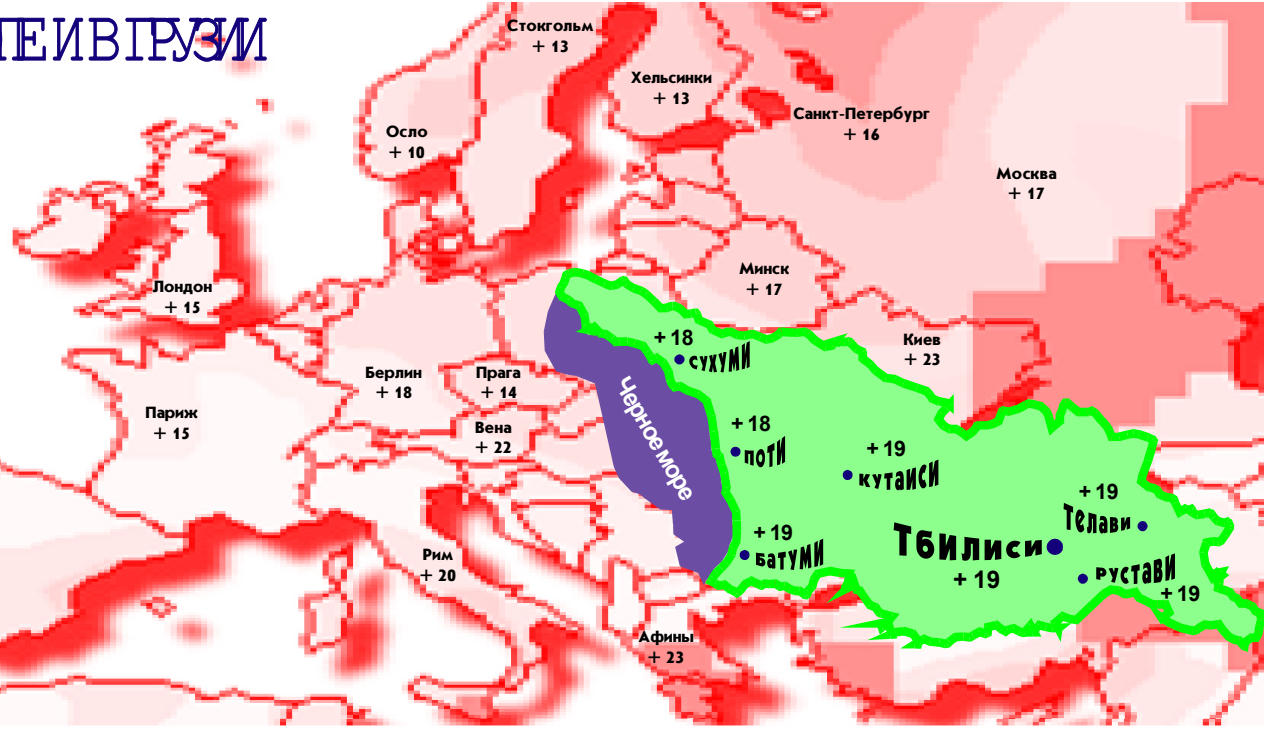 ПЕ И В ГРУЗИИ
Стокгольм
+ 13
Хельсинки
+ 13
Санкт-Петербург
+ 16
Осло
+ 10
Москва
+ 17
Минск
+ 17
Лондон
+ 15
Киев
+ 23
+ 18
СУХУМИ
Берлин
+ 18
Прага
+ 14
Черное море
Париж
+ 15
Вена
+ 22
+ 18
ПОТИ
+ 19
КУТАИСИ
+ 19
Телави
Тбилиси
+ 19
+ 19
БАТУМИ
Рим
+ 20
РУСТАВИ
+ 19
Афины
+ 23